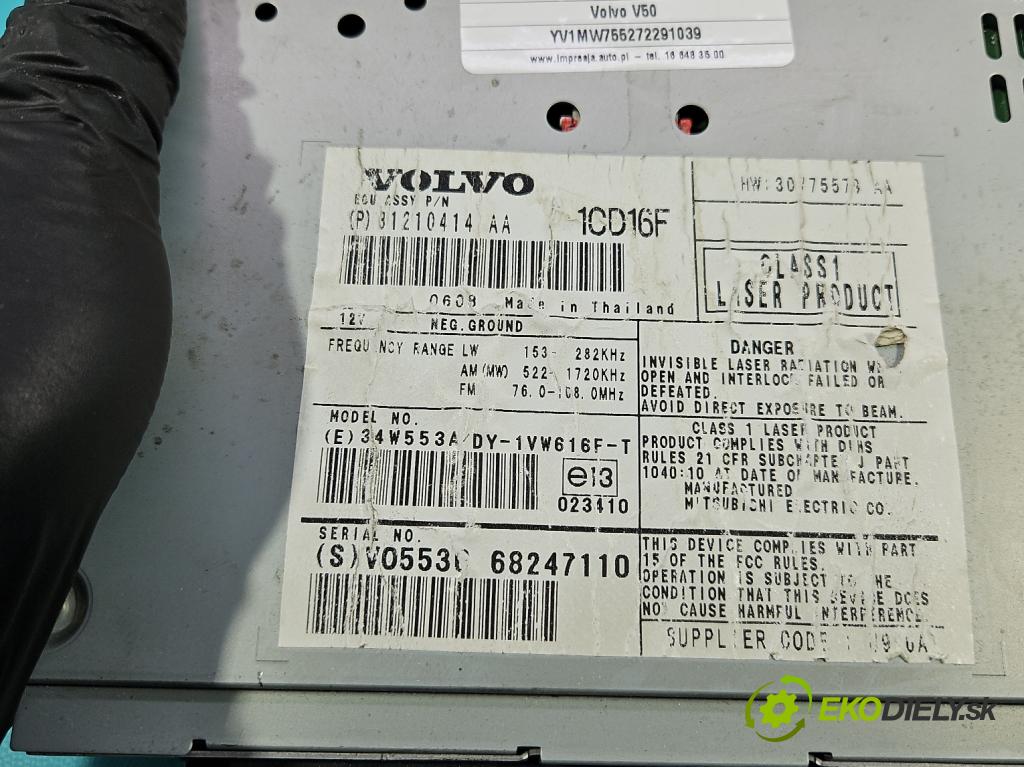 Volvo V50
YV1MW755272291039
www.impresja.auto.pl - tel. 16 648 35 00
VOLVO
ECU ASSY P/N
(P) 31210414 AA 1CD16F
HW:30775573 AA
CLASS1
LASER PRODUCT
0608 Made in Thailand
12V NEG.GROUND
FREQUENCY RANGE LW 153- 282KHz
AM(MW) 522- 1720KHz
FM 76.0-108.0MHz
DANGER
INVISIBLE LASER RADIATION
OPEN AND INTERLOCK FAILED OR
DEFEATED.
AVOID DIRECT EXPOSURE TO BEAM.
MODEL NO.
(E) 34W553A/DY-1VW616F-T
e13
023410
CLASS 1 LASER PRODUCT
PRODUCT COMPLIES WITH DHHS
RULES 21 CFR SUBCHAPTER J PART
1040:10 AT DATE OF MANUFACTURE.
MANUFACTURED
MITSUBISHI ELECTRIC CO.
SERIAL NO.
(S) 68247110
THIS DEVICE COMPLIES WITH PART
15 OF THE FCC RULES.
OPERATION IS SUBJECT TO THE
CONDITION THAT THIS DEVICE DOES
NOT CAUSE HARMFUL INTERFERENCE.
SUPPLIER CODE
EKODIELY.SK